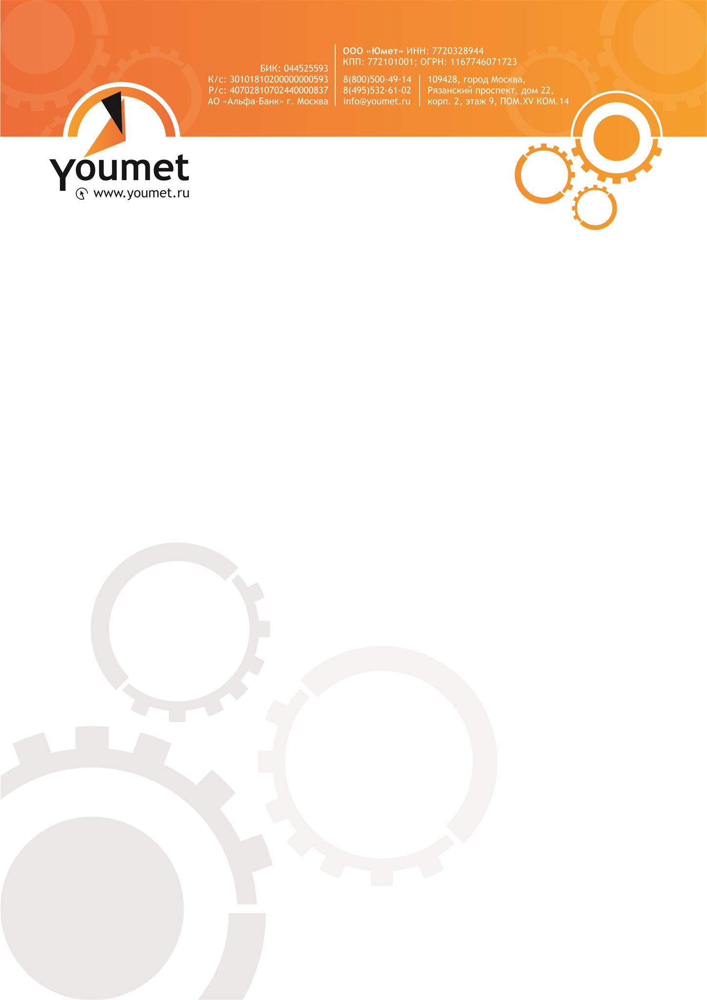 БИК: 044525593
К/с: 30101810200000000593
Р/с: 40702810702440000837
АО «Альфа-Банк» г. Москва
ООО «Юмет» ИНН: 7720328944
КПП: 772101001; ОГРН: 1167746071723
8(800)500-49-14
8(495)532-61-02
info@youmet.ru
109428, город Москва,
Рязанский проспект, дом 22,
корп. 2, этаж 9, ПОМ.XV КОМ.14
Youmet
www.youmet.ru